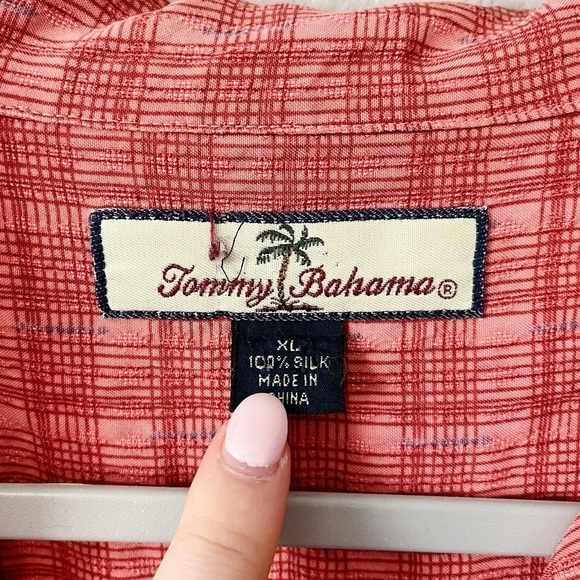 Tommy Bahama®
XL
100% SILK
MADE IN
CHINA